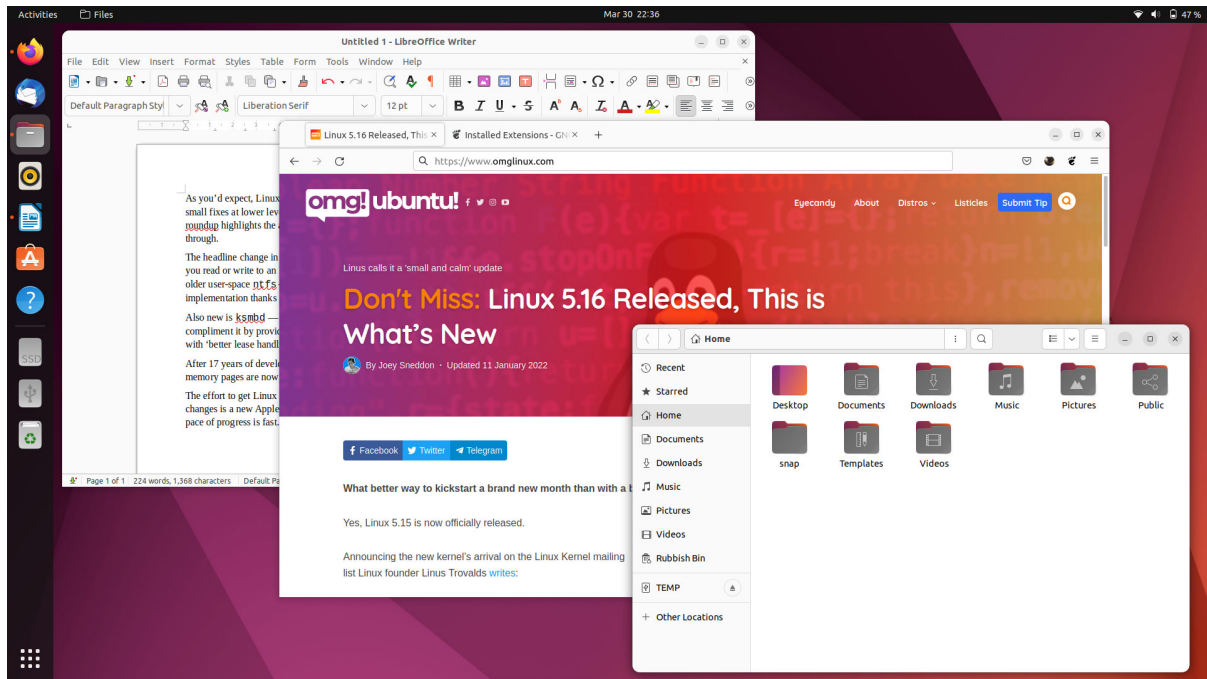 Activities Files Mar 30 22:36 47 %
Untitled 1 - LibreOffice Writer
File Edit View Insert Format Styles Table Form Tools Window Help
Default Paragraph Styl Liberation Serif 12 pt
As you'd expect, Linux
small fixes at lower lev
roundup highlights the
through.
The headline change in
you read or write to an
older user-space ntfs
implementation thanks
Also new is ksmbd —
compliment it by provid
with 'better lease handl
After 17 years of develo
memory pages are now
The effort to get Linux
changes is a new Apple
pace of progress is fast.
Page 1 of 1 224 words, 1,368 characters Default Pa
Linux 5.16 Released, This Installed Extensions - GN
https://www.omglinux.com
omg! ubuntu!
Eyecandy About Distros Listicles Submit Tip
Linus calls it a 'small and calm' update
Don't Miss: Linux 5.16 Released, This is
What's New
By Joey Sneddon · Updated 11 January 2022
Facebook Twitter Telegram
What better way to kickstart a brand new month than with a b
Yes, Linux 5.15 is now officially released.
Announcing the new kernel's arrival on the Linux Kernel mailing
list Linux founder Linus Trovalds writes:
Home
Recent
Starred
Home
Documents
Downloads
Music
Pictures
Videos
Rubbish Bin
TEMP
Other Locations
Desktop Documents Downloads Music Pictures Public
snap Templates Videos
SSD